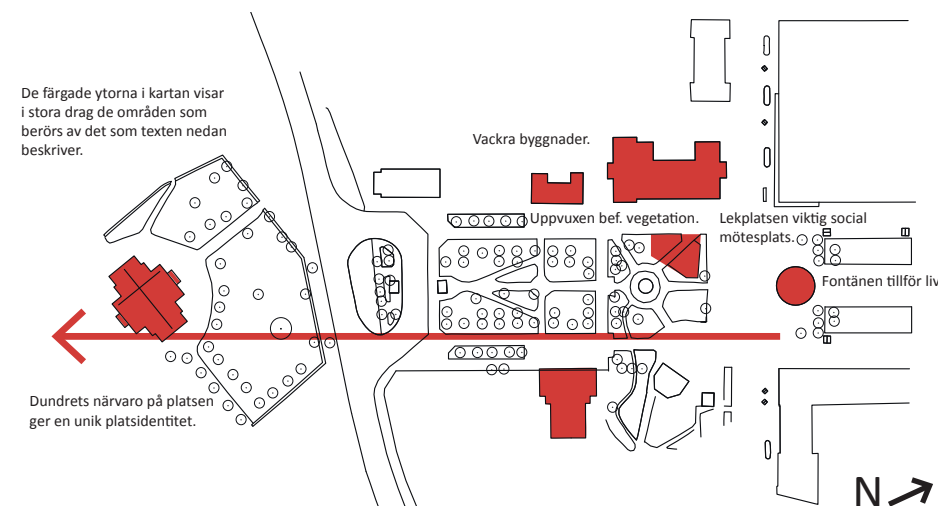 De färgade ytorna i kartan visar
i stora drag de områden som
berörs av det som texten nedan
beskriver.
Vackra byggnader.
Uppvuxen bef. vegetation.
Lekplatsen viktig social
mötesplats.
Fontänen tillför liv
Dundrets närvaro på platsen
ger en unik platsidentitet.
N